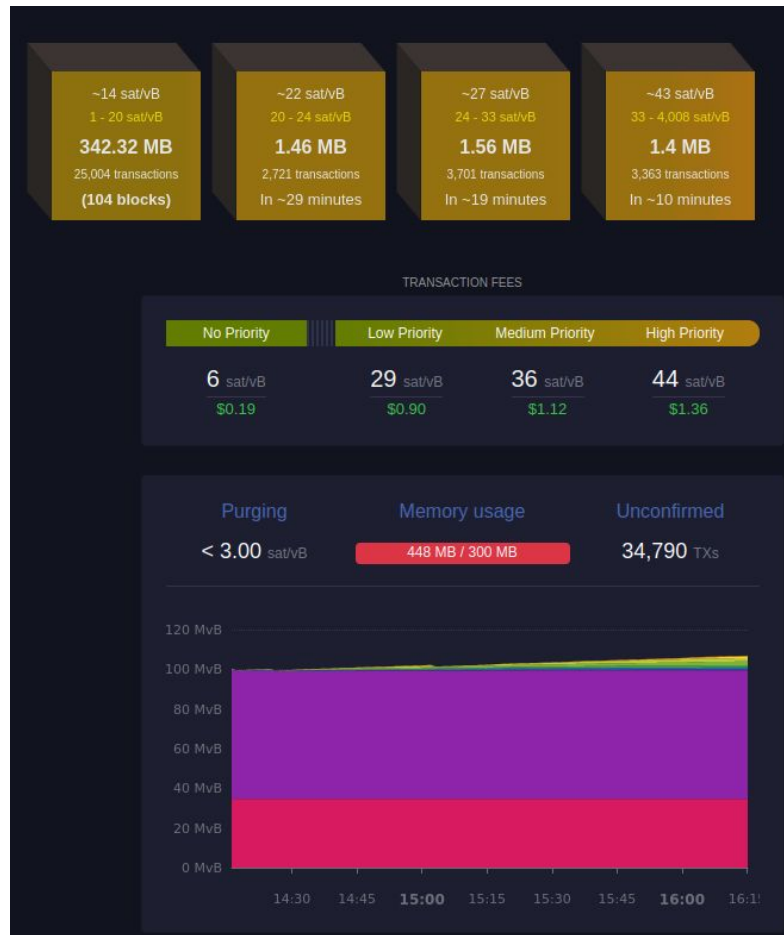 ~14 sat/vB
1 - 20 sat/vB
342.32 MB
25,004 transactions
(104 blocks)
~22 sat/vB
20 - 24 sat/vB
1.46 MB
2,721 transactions
In ~29 minutes
~27 sat/vB
24 - 33 sat/vB
1.56 MB
3,701 transactions
In ~19 minutes
~43 sat/vB
33 - 4,008 sat/vB
1.4 MB
3,363 transactions
In ~10 minutes
TRANSACTION FEES
No Priority Low Priority Medium Priority High Priority
6 sat/vB 29 sat/vB 36 sat/vB 44 sat/vB
$0.19 $0.90 $1.12 $1.36
Purging Memory usage Unconfirmed
< 3.00 sat/vB 448 MB / 300 MB 34,790 TXs
120 MvB
100 MvB
80 MvB
60 MvB
40 MvB
20 MvB
0 MvB
14:30 14:45 15:00 15:15 15:30 15:45 16:00